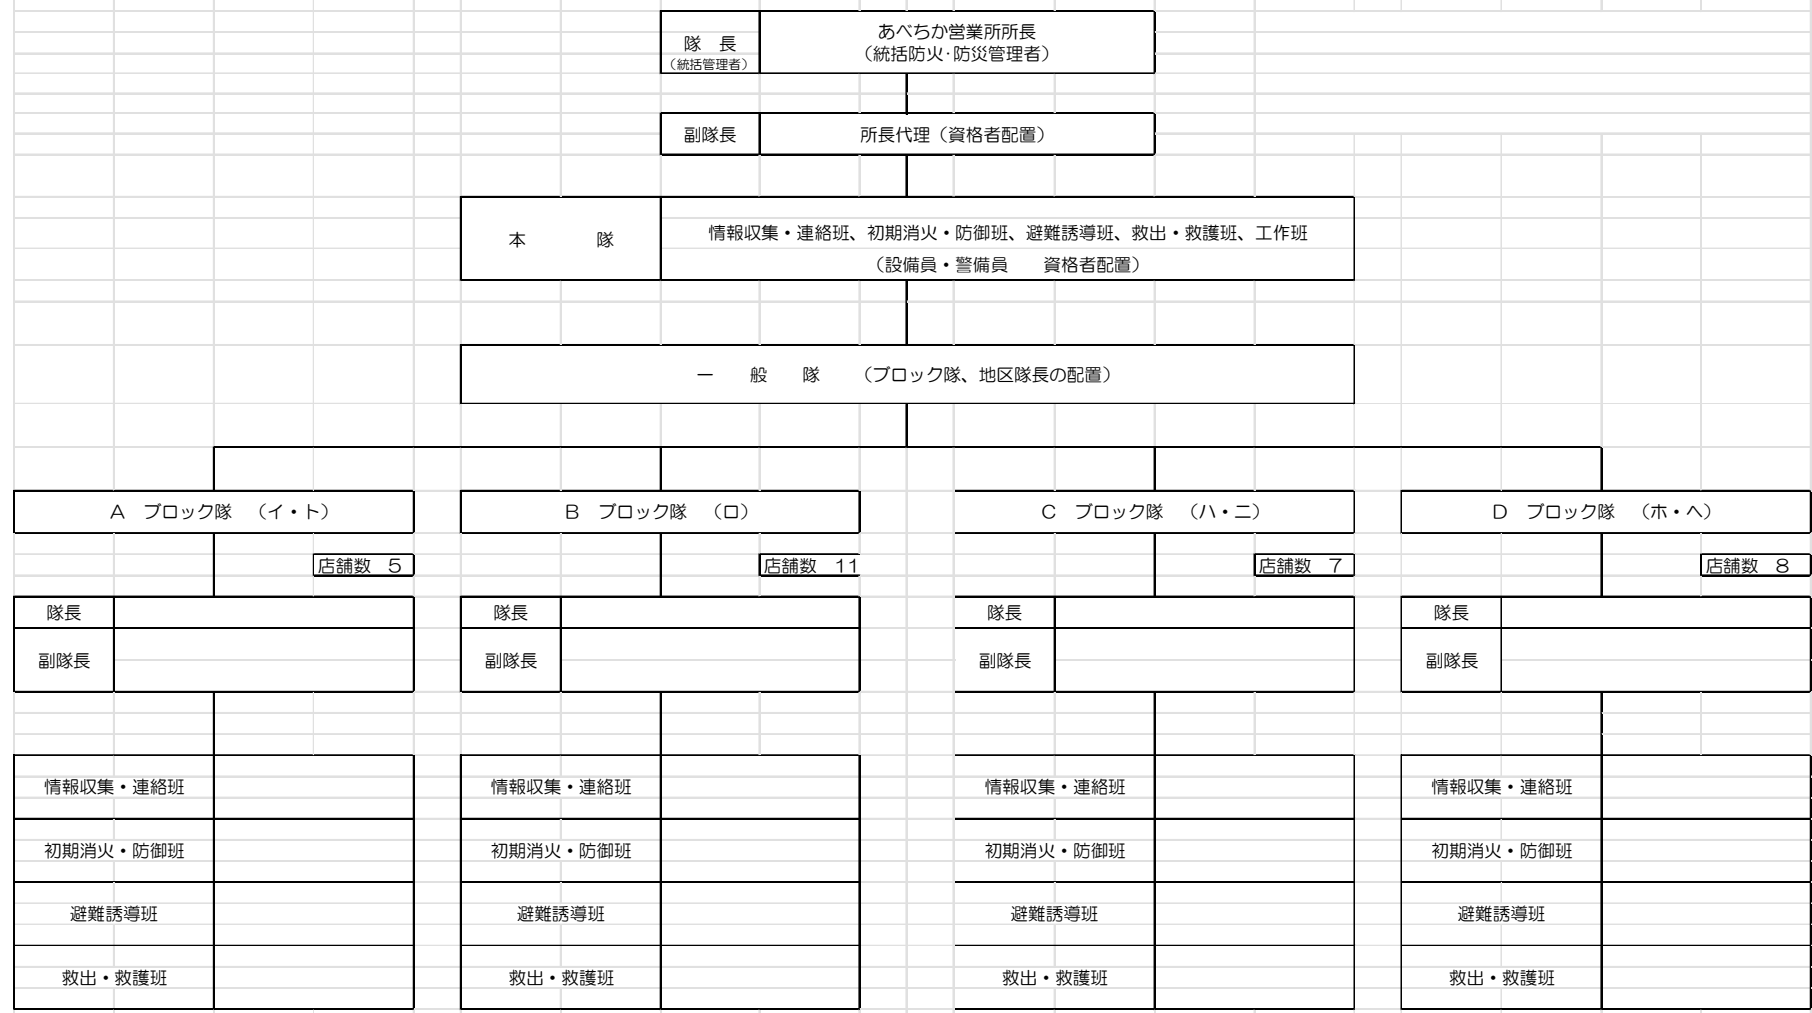 隊　長
（統括管理者）
あべちか営業所所長
（統括防火･防災管理者）
副隊長
所長代理（資格者配置）
本　　　　隊
情報収集・連絡班、初期消火・防御班、避難誘導班、救出・救護班、工作班
（設備員・警備員　　資格者配置）
一　　般　　隊　　（ブロック隊、地区隊長の配置）
A　ブロック隊　（イ・ト）
店舗数　5
隊長
副隊長
情報収集・連絡班
初期消火・防御班
避難誘導班
救出・救護班
B　ブロック隊　（ロ）
店舗数　11
隊長
副隊長
情報収集・連絡班
初期消火・防御班
避難誘導班
救出・救護班
C　ブロック隊　（ハ・ニ）
店舗数　7
隊長
副隊長
情報収集・連絡班
初期消火・防御班
避難誘導班
救出・救護班
D　ブロック隊　（ホ・ヘ）
店舗数　8
隊長
副隊長
情報収集・連絡班
初期消火・防御班
避難誘導班
救出・救護班